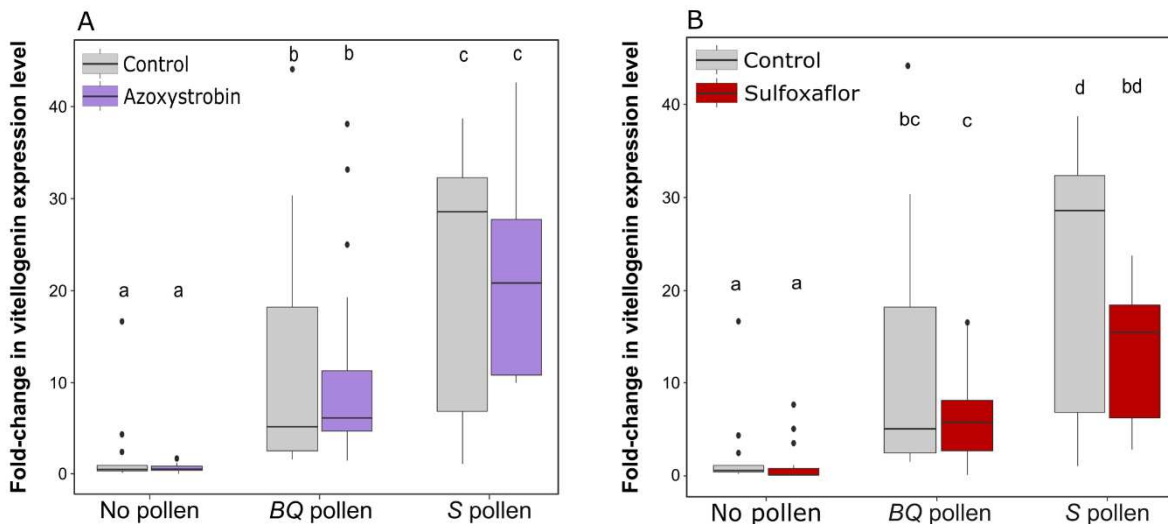 A
Fold-change in vitellogenin expression level
Control
Azoxystrobin
b b c c
a a
40
30
20
10
0
No pollen BQ pollen S pollen
B
Fold-change in vitellogenin expression level
Control
Sulfoxaflor
d bd
bc c
a a
40
30
20
10
0
No pollen BQ pollen S pollen